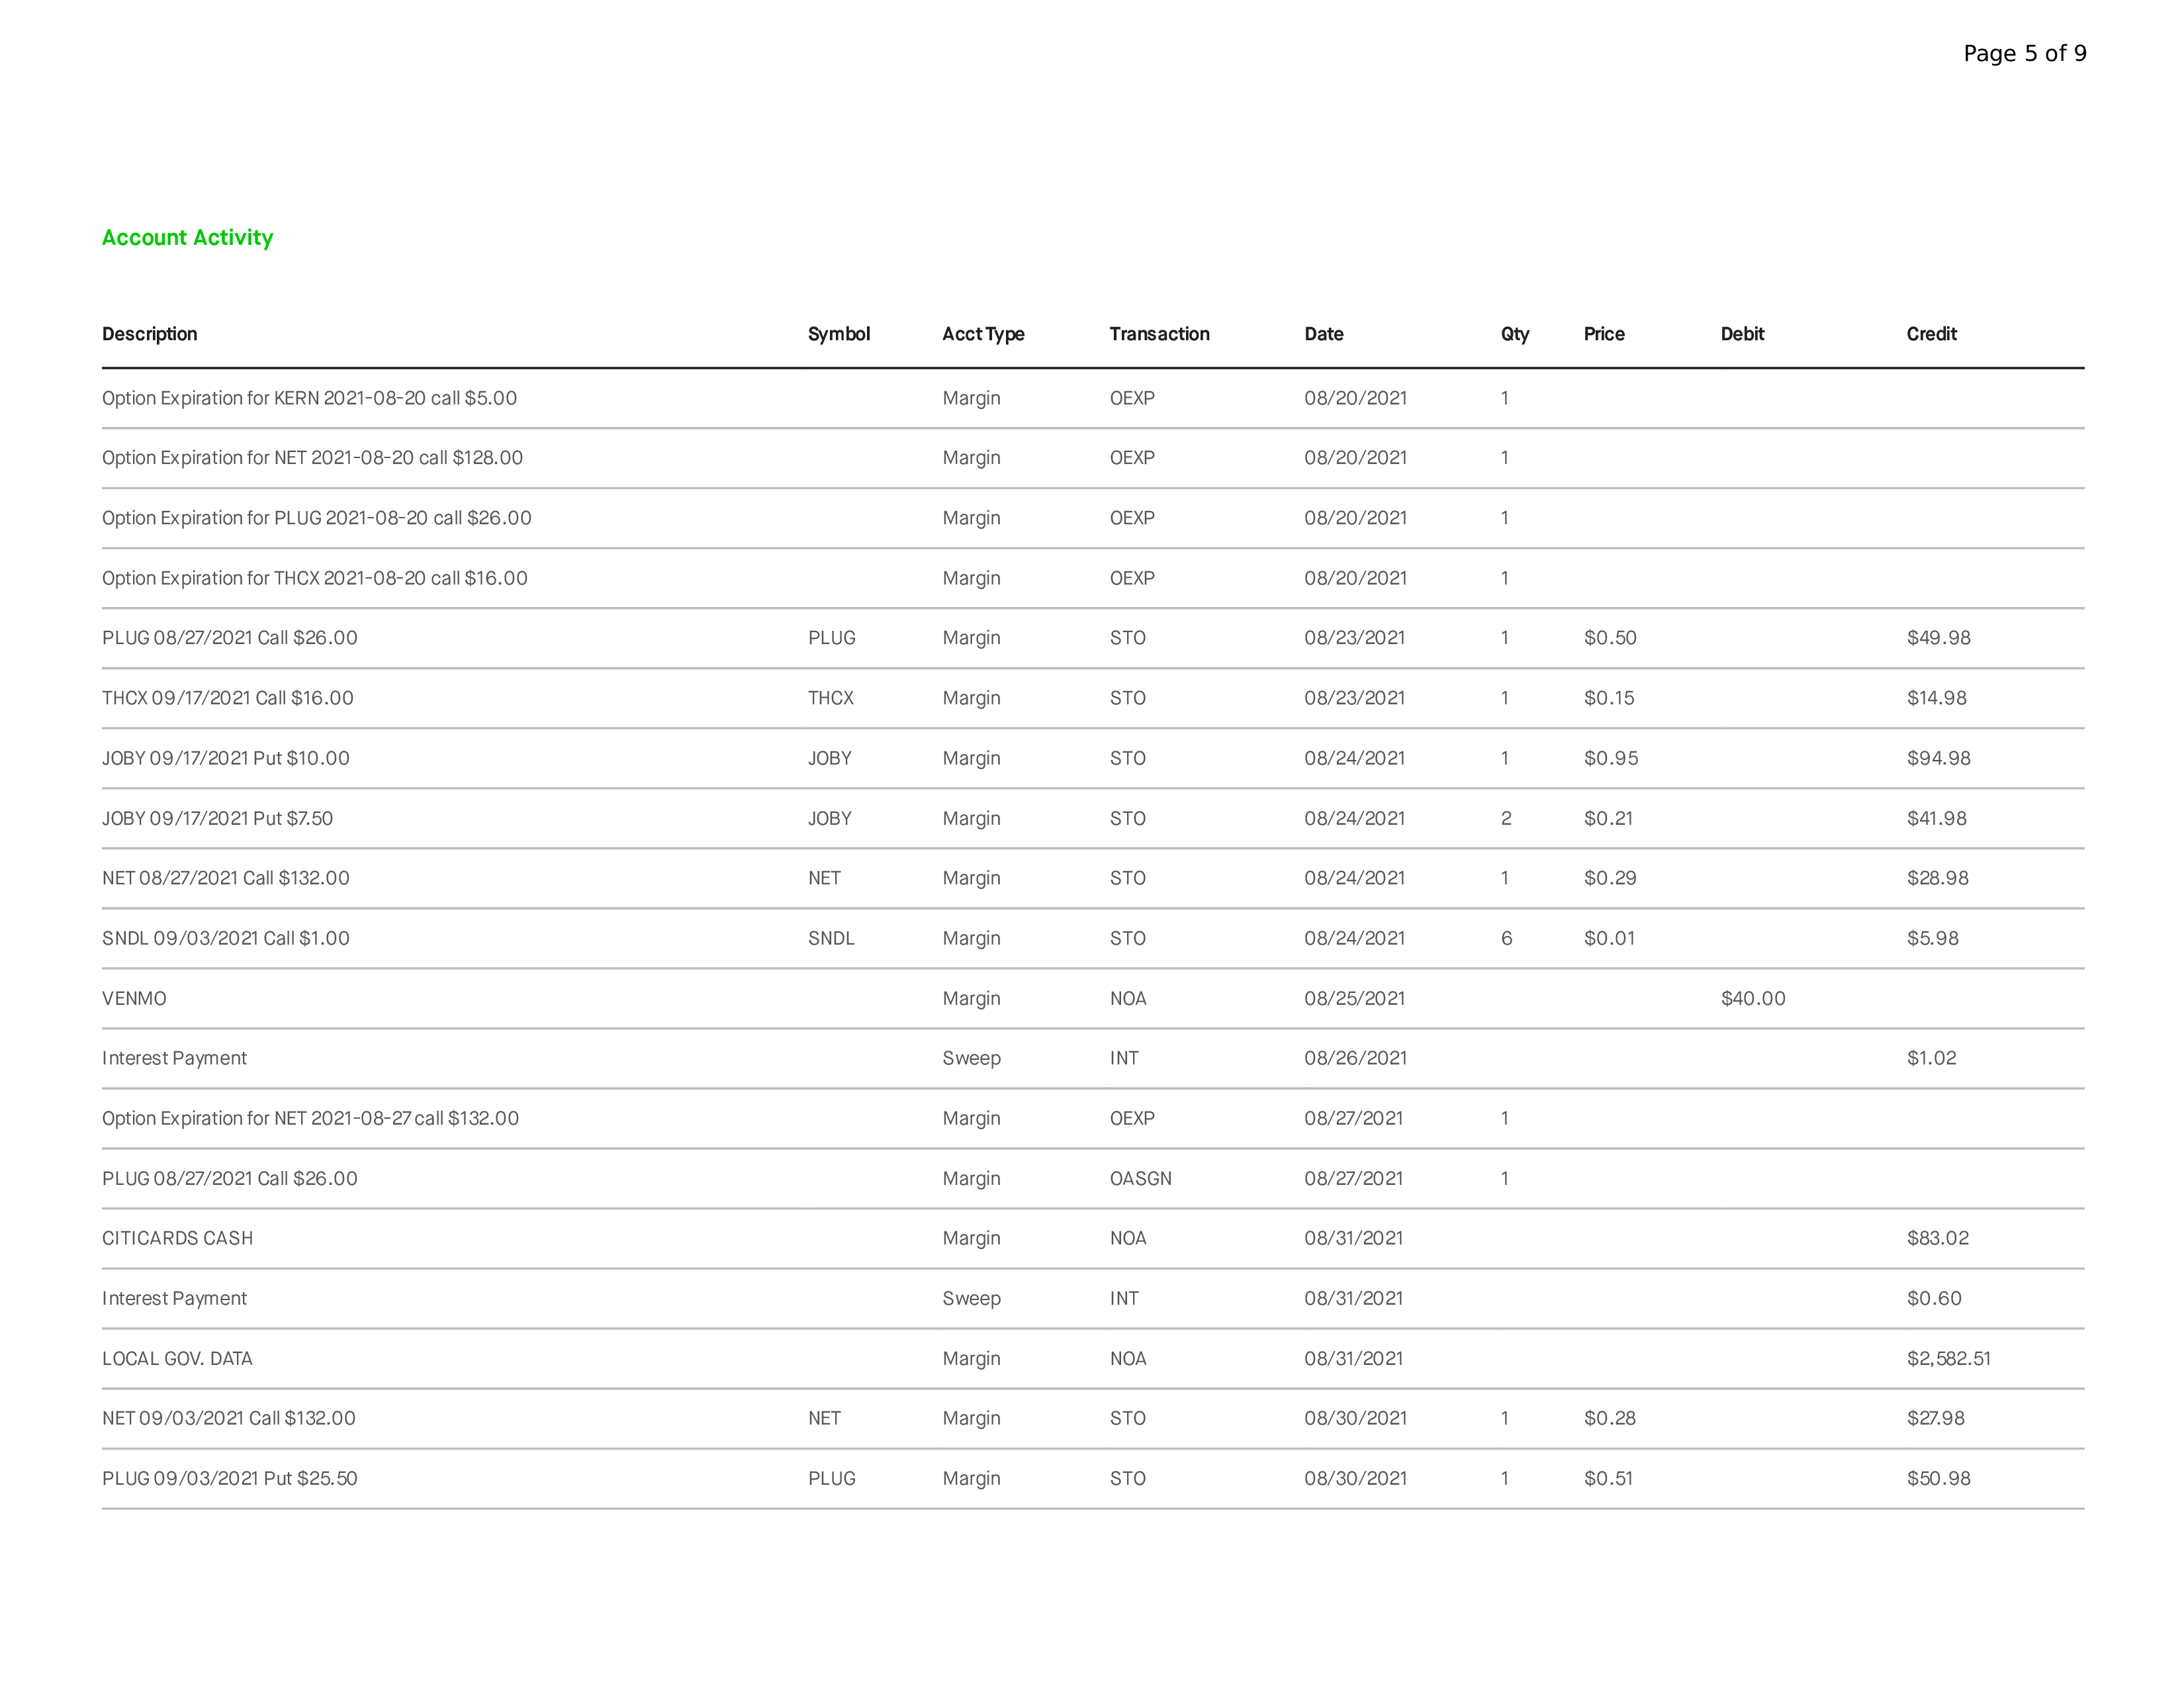 Page 5 of 9
Account Activity
Description Symbol Acct Type Transaction Date Qty Price Debit Credit
Option Expiration for KERN 2021-08-20 call $5.00 Margin OEXP 08/20/2021 1
Option Expiration for NET 2021-08-20 call $128.00 Margin OEXP 08/20/2021 1
Option Expiration for PLUG 2021-08-20 call $26.00 Margin OEXP 08/20/2021 1
Option Expiration for THCX 2021-08-20 call $16.00 Margin OEXP 08/20/2021 1
PLUG 08/27/2021 Call $26.00 PLUG Margin STO 08/23/2021 1 $0.50 $49.98
THCX 09/17/2021 Call $16.00 THCX Margin STO 08/23/2021 1 $0.15 $14.98
JOBY 09/17/2021 Put $10.00 JOBY Margin STO 08/24/2021 1 $0.95 $94.98
JOBY 09/17/2021 Put $7.50 JOBY Margin STO 08/24/2021 2 $0.21 $41.98
NET 08/27/2021 Call $132.00 NET Margin STO 08/24/2021 1 $0.29 $28.98
SNDL 09/03/2021 Call $1.00 SNDL Margin STO 08/24/2021 6 $0.01 $5.98
VENMO Margin NOA 08/25/2021 $40.00
Interest Payment Sweep INT 08/26/2021 $1.02
Option Expiration for NET 2021-08-27 call $132.00 Margin OEXP 08/27/2021 1
PLUG 08/27/2021 Call $26.00 Margin OASGN 08/27/2021 1
CITICARDS CASH Margin NOA 08/31/2021 $83.02
Interest Payment Sweep INT 08/31/2021 $0.60
LOCAL GOV. DATA Margin NOA 08/31/2021 $2,582.51
NET 09/03/2021 Call $132.00 NET Margin STO 08/30/2021 1 $0.28 $27.98
PLUG 09/03/2021 Put $25.50 PLUG Margin STO 08/30/2021 1 $0.51 $50.98